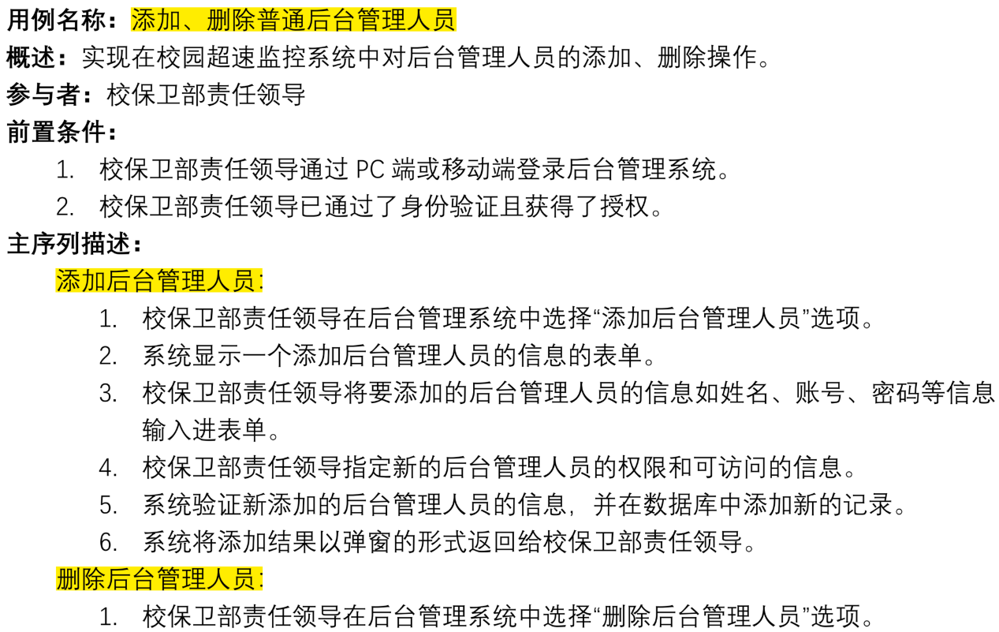 用例名称：添加、删除普通后台管理人员
概述：实现在校园超速监控系统中对后台管理人员的添加、删除操作。
参与者：校保卫部责任领导
前置条件：
1. 校保卫部责任领导通过 PC 端或移动端登录后台管理系统。
2. 校保卫部责任领导已通过了身份验证且获得了授权。
主序列描述：
添加后台管理人员:
1. 校保卫部责任领导在后台管理系统中选择“添加后台管理人员”选项。
2. 系统显示一个添加后台管理人员的信息的表单。
3. 校保卫部责任领导将要添加的后台管理人员的信息如姓名、账号、密码等信息
输入进表单。
4. 校保卫部责任领导指定新的后台管理人员的权限和可访问的信息。
5. 系统验证新添加的后台管理人员的信息，并在数据库中添加新的记录。
6. 系统将添加结果以弹窗的形式返回给校保卫部责任领导。
删除后台管理人员:
1. 校保卫部责任领导在后台管理系统中选择“删除后台管理人员”选项。